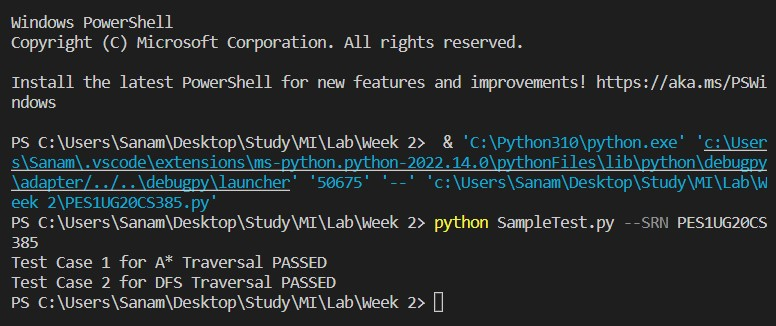 Windows PowerShell
Copyright (C) Microsoft Corporation. All rights reserved.
Install the latest PowerShell for new features and improvements! https://aka.ms/PSWi
ndows
PS C:\Users\Sanam\Desktop\Study\MI\Lab\Week 2>  & 'C:\Python310\python.exe' 'c:\User
s\Sanam\.vscode\extensions\ms-python.python-2022.14.0\pythonFiles\lib\python\debugpy
\adapter/../..\debugpy\launcher' '50675' '--' 'c:\Users\Sanam\Desktop\Study\MI\Lab\W
eek 2\PES1UG20CS385.py'
PS C:\Users\Sanam\Desktop\Study\MI\Lab\Week 2> python SampleTest.py --SRN PES1UG20CS
385
Test Case 1 for A* Traversal PASSED
Test Case 2 for DFS Traversal PASSED
PS C:\Users\Sanam\Desktop\Study\MI\Lab\Week 2>